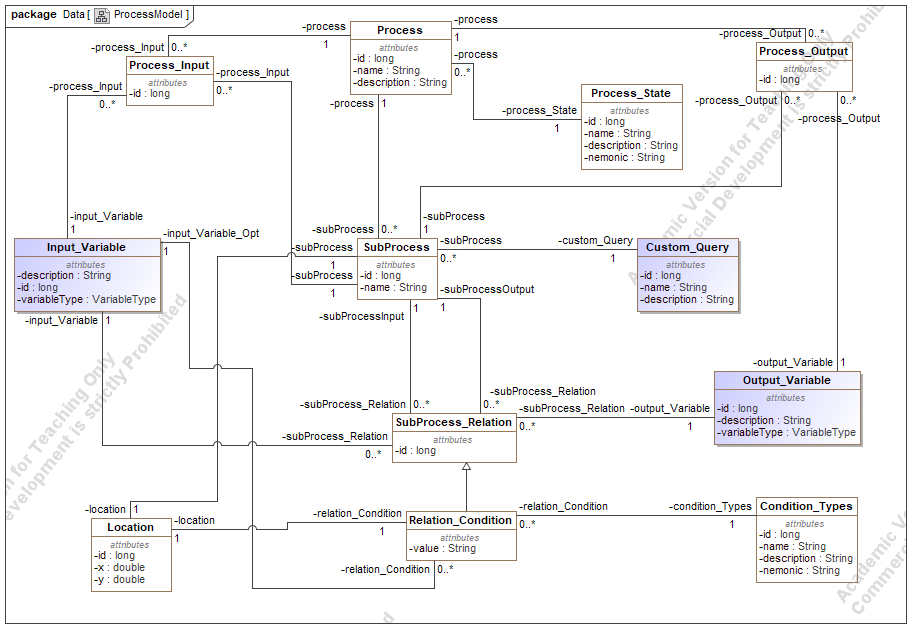 package Data [ ProcessModel ]
-process
-process
-process_Input 0..*
1
Process
attributes
-id : long
-name : String
-description : String
1
-process
0..*
-process_Output 0..*
Process_Output
attributes
-id : long
Process_Input
attributes
-id : long
-process_Input
0..*
-process_Input
0..*
-process 1
-process_State
1
Process_State
attributes
-id : long
-name : String
-description : String
-nemonic : String
-process_Output 0..*
0..*
-process_Output
-input_Variable
1
-input_Variable_Opt
1
-subProcess 0..*
-subProcess
1
-subProcess
1
-subProcess
1
-subProcess
0..*
-custom_Query
1
Input_Variable
attributes
-description : String
-id : long
-variableType : VariableType
SubProcess
attributes
-id : long
-name : String
Custom_Query
attributes
-id : long
-name : String
-description : String
-input_Variable 1
1
-subProcessInput
-subProcessOutput
1
-output_Variable 1
Output_Variable
attributes
-id : long
-description : String
-variableType : VariableType
-subProcess_Relation 0..*
-subProcess_Relation
0..*
-subProcess_Relation
0..*
-output_Variable
1
-subProcess_Relation
0..*
SubProcess_Relation
attributes
-id : long
-location 1
Location
attributes
-id : long
-x : double
-y : double
-location
1
-relation_Condition
1
Relation_Condition
attributes
-value : String
-relation_Condition 0..*
-relation_Condition
0..*
-condition_Types
1
Condition_Types
attributes
-id : long
-name : String
-description : String
-nemonic : String
Academic Version for Teaching Only
Commercial Development is strictly Prohibited
for Teaching Only
Development is strictly Prohibited
Academic